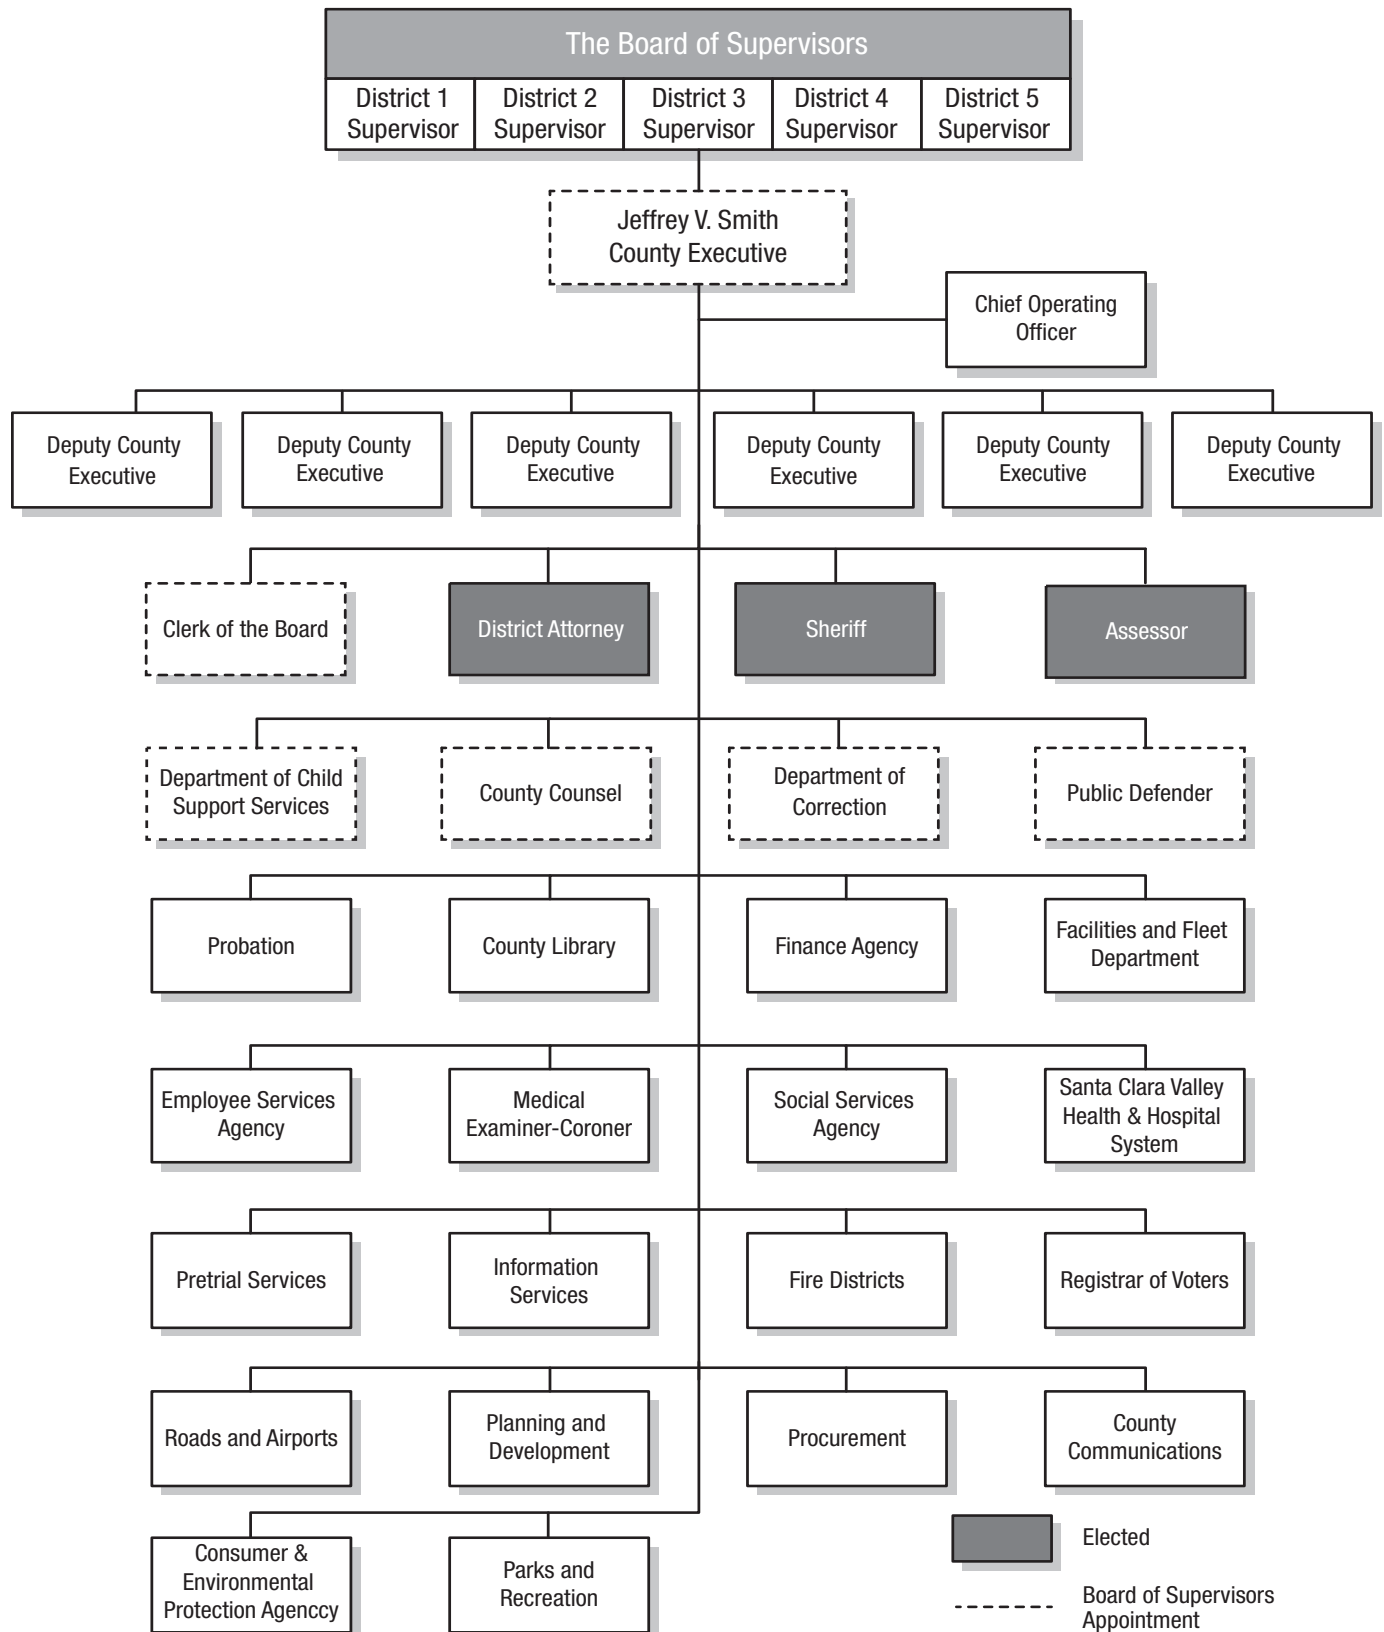 The Board of Supervisors
District 1
Supervisor
District 2
Supervisor
District 3
Supervisor
District 4
Supervisor
District 5
Supervisor
Jeffrey V. Smith
County Executive
Chief Operating
Officer
Deputy County
Executive
Deputy County
Executive
Deputy County
Executive
Deputy County
Executive
Deputy County
Executive
Deputy County
Executive
Clerk of the Board
District Attorney
Sheriff
Assessor
Department of Child
Support Services
County Counsel
Department of
Correction
Public Defender
Probation
County Library
Finance Agency
Facilities and Fleet
Department
Employee Services
Agency
Medical
Examiner-Coroner
Social Services
Agency
Santa Clara Valley
Health & Hospital
System
Pretrial Services
Information
Services
Fire Districts
Registrar of Voters
Roads and Airports
Planning and
Development
Procurement
County
Communications
Consumer &
Environmental
Protection Agenccy
Parks and
Recreation
Elected
Board of Supervisors
Appointment